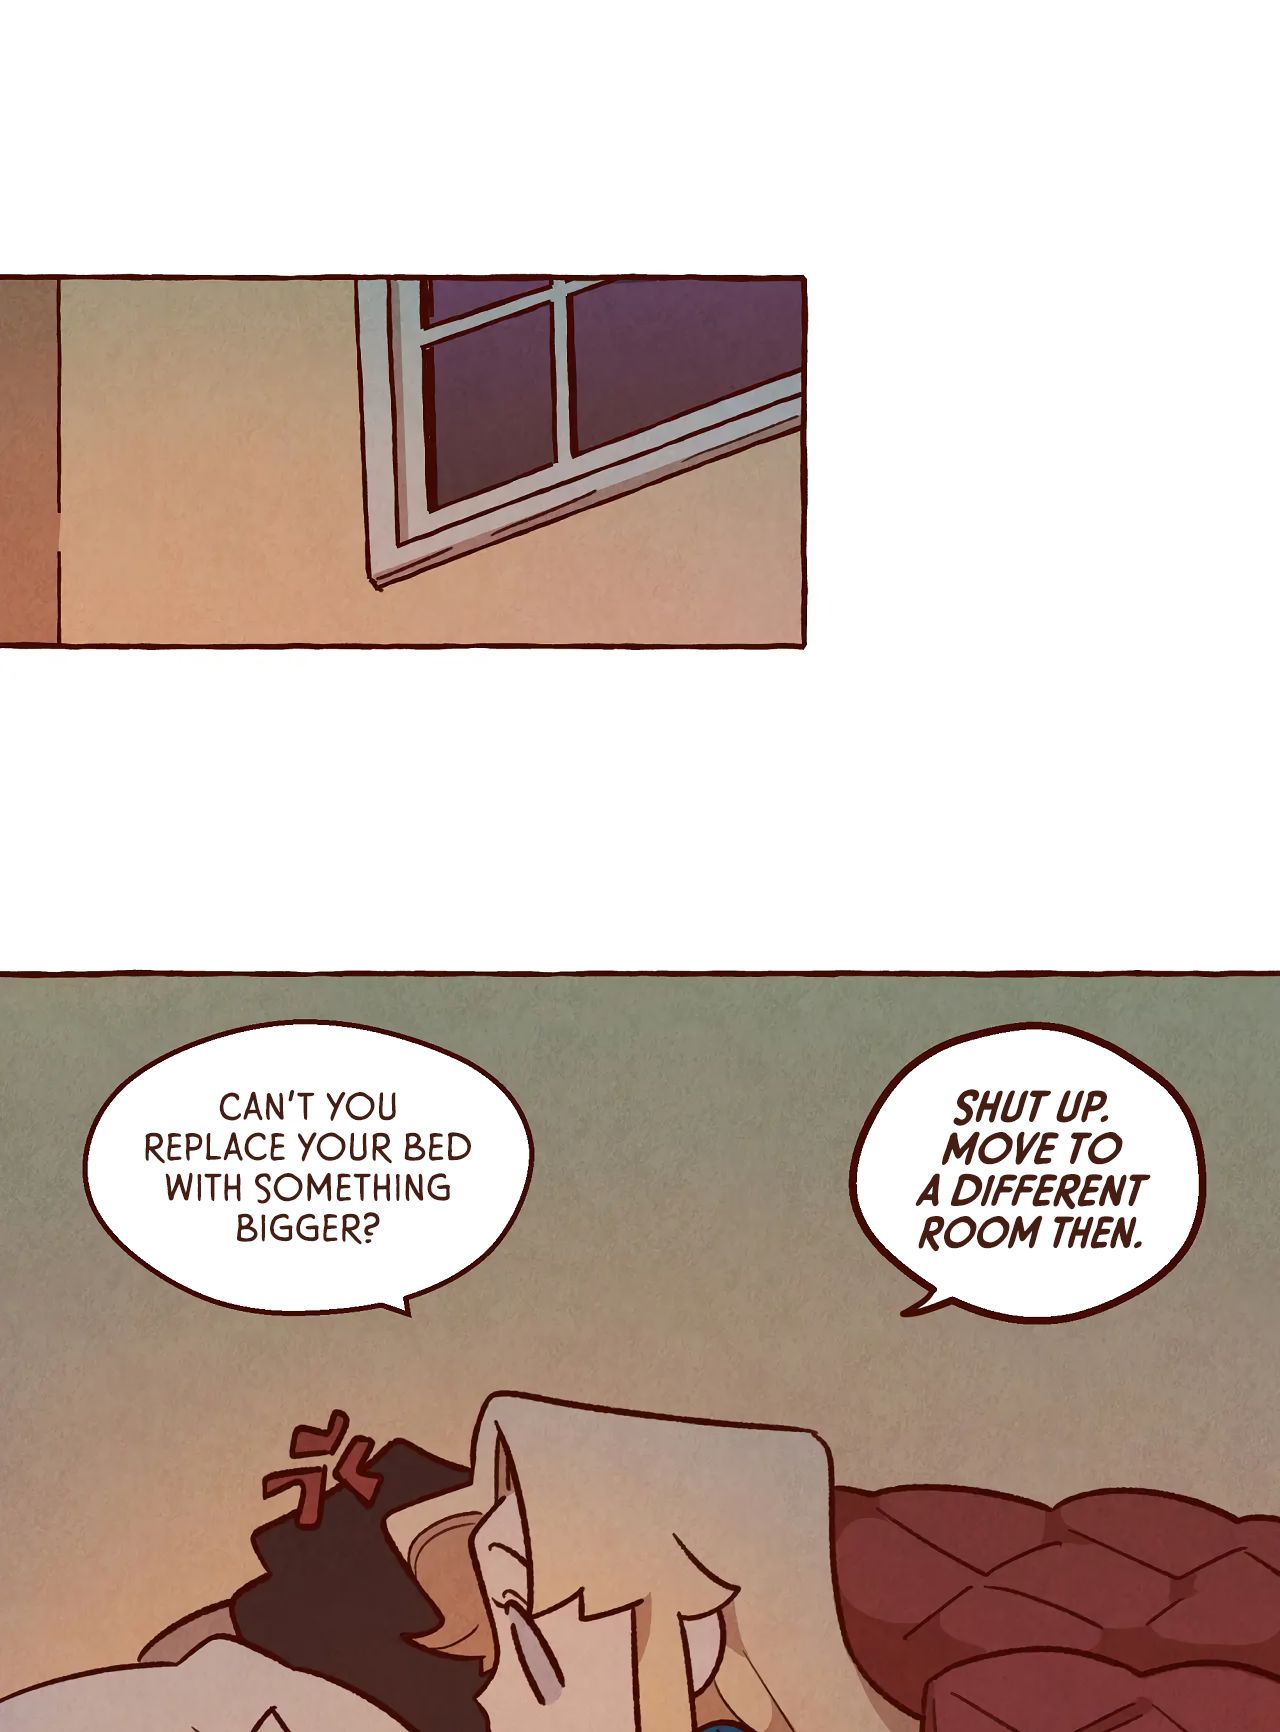 CAN'T YOU
REPLACE YOUR BED
WITH SOMETHING
BIGGER?
SHUT UP.
MOVE TO
A DIFFERENT
ROOM THEN.